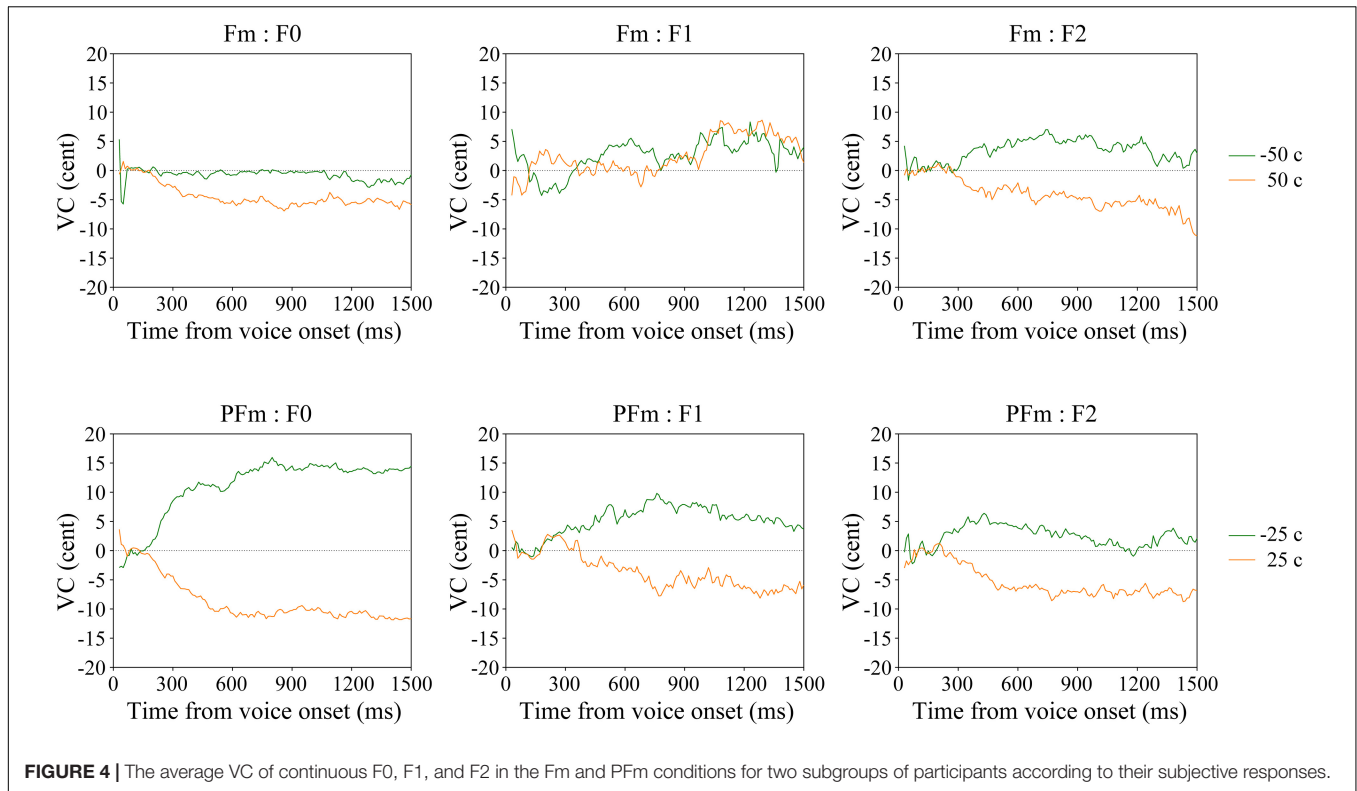 Fm : F0
Fm : F1
Fm : F2
20
15
10
5
0
-5
-10
-15
-20
VC (cent)
0 300 600 900 1200 1500
Time from voice onset (ms)
20
15
10
5
0
-5
-10
-15
-20
VC (cent)
0 300 600 900 1200 1500
Time from voice onset (ms)
20
15
10
5
0
-5
-10
-15
-20
VC (cent)
0 300 600 900 1200 1500
Time from voice onset (ms)
-50 c
50 c
PFm : F0
PFm : F1
PFm : F2
20
15
10
5
0
-5
-10
-15
-20
VC (cent)
0 300 600 900 1200 1500
Time from voice onset (ms)
20
15
10
5
0
-5
-10
-15
-20
VC (cent)
0 300 600 900 1200 1500
Time from voice onset (ms)
20
15
10
5
0
-5
-10
-15
-20
VC (cent)
0 300 600 900 1200 1500
Time from voice onset (ms)
-25 c
25 c
FIGURE 4 | The average VC of continuous F0, F1, and F2 in the Fm and PFm conditions for two subgroups of participants according to their subjective responses.